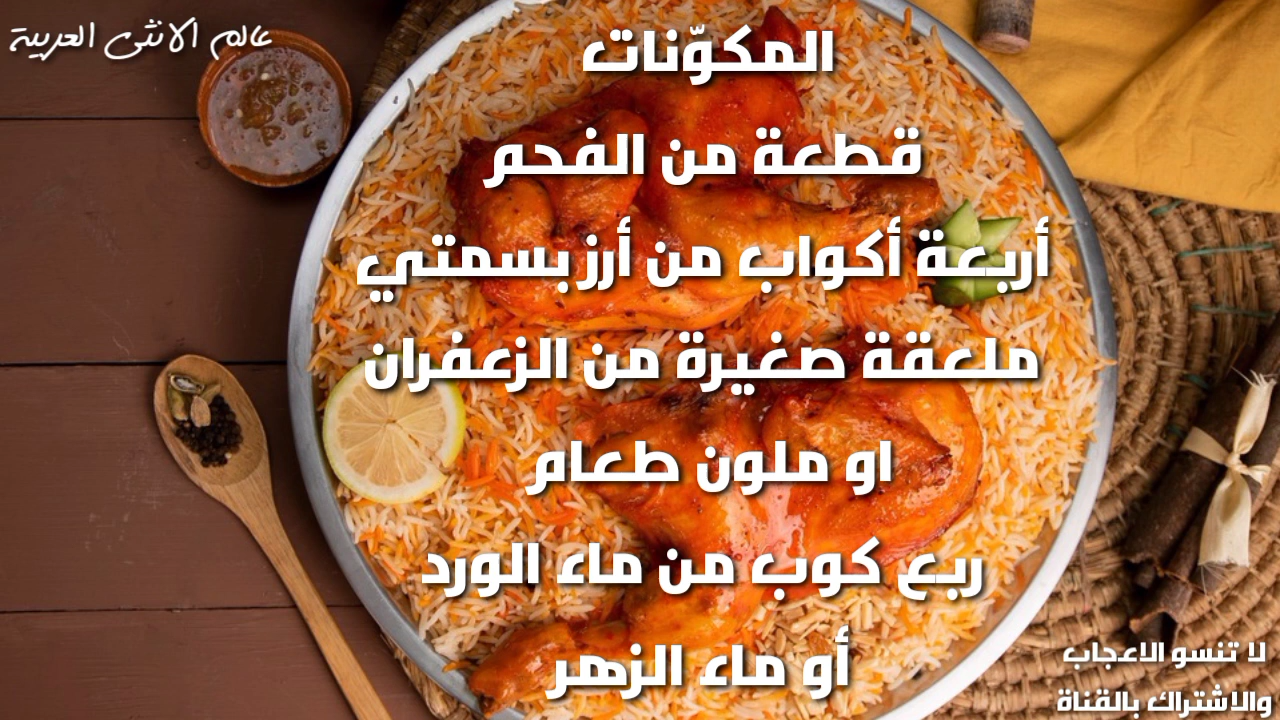 عالم الانثى العربية
المكوّنات
قطعة من الفحم
أربعة أكواب من أرز بسمتي
ملعقة صغيرة من الزعفران
او ملون طعام
ربع كوب من ماء الورد
أو ماء الزهر
لا تنسو الاعجاب
والاشتراك بالقناة